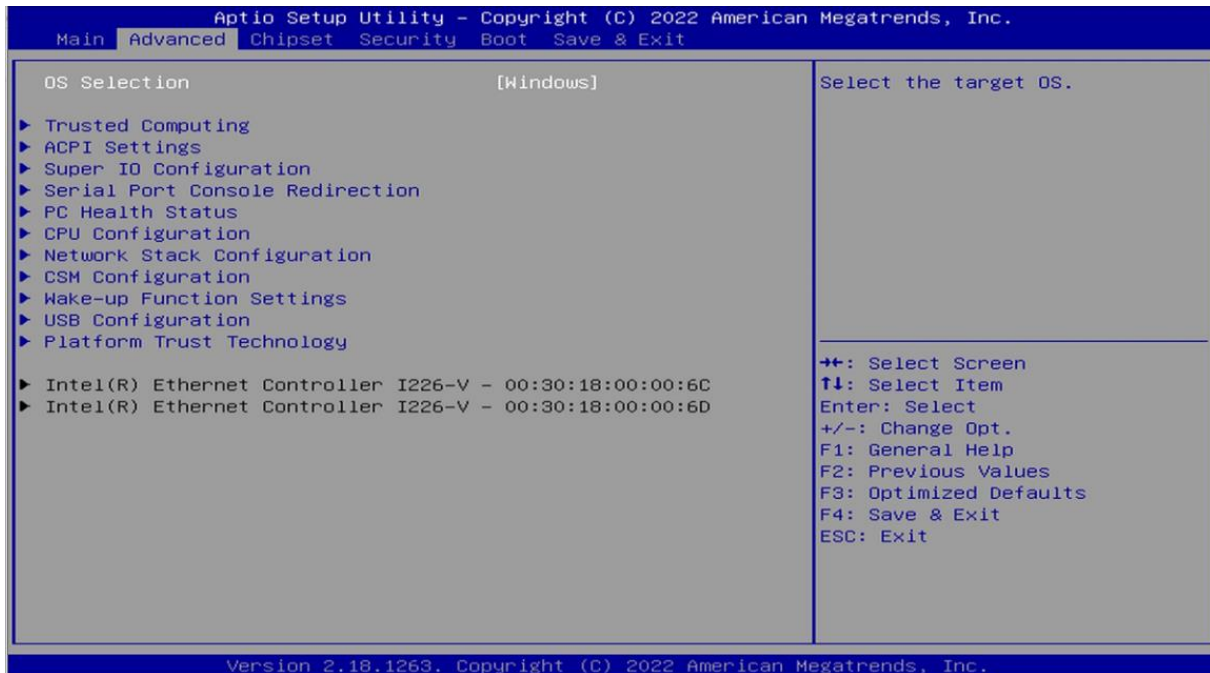 Aptio Setup Utility – Copyright (C) 2022 American Megatrends, Inc.
Main Advanced Chipset Security Boot Save & Exit
OS Selection [Windows]
▶ Trusted Computing
▶ ACPI Settings
▶ Super IO Configuration
▶ Serial Port Console Redirection
▶ PC Health Status
▶ CPU Configuration
▶ Network Stack Configuration
▶ CSM Configuration
▶ Wake-up Function Settings
▶ USB Configuration
▶ Platform Trust Technology
▶ Intel(R) Ethernet Controller I226-V – 00:30:18:00:00:6C
▶ Intel(R) Ethernet Controller I226-V – 00:30:18:00:00:6D
Select the target OS.
→←: Select Screen
↑↓: Select Item
Enter: Select
+/-: Change Opt.
F1: General Help
F2: Previous Values
F3: Optimized Defaults
F4: Save & Exit
ESC: Exit
Version 2.18.1263. Copyright (C) 2022 American Megatrends, Inc.